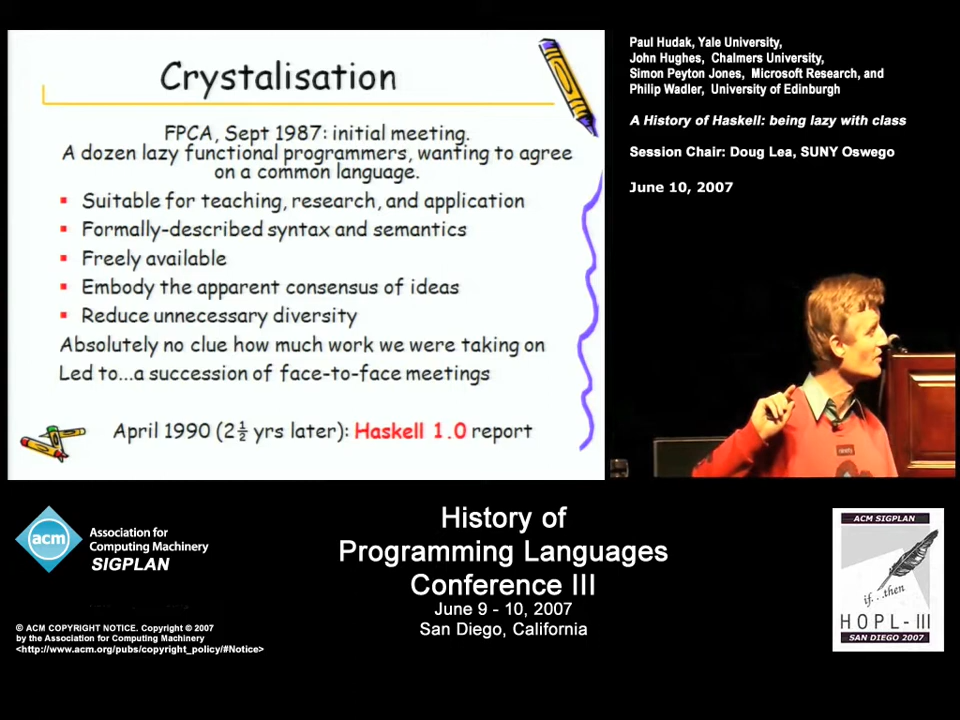 Crystalisation
FPCA, Sept 1987: initial meeting.
A dozen lazy functional programmers, wanting to agree
on a common language.
Suitable for teaching, research, and application
Formally-described syntax and semantics
Freely available
Embody the apparent consensus of ideas
Reduce unnecessary diversity
Absolutely no clue how much work we were taking on
Led to...a succession of face-to-face meetings
April 1990 (2½ yrs later): Haskell 1.0 report
Paul Hudak, Yale University,
John Hughes, Chalmers University,
Simon Peyton Jones, Microsoft Research, and
Philip Wadler, University of Edinburgh
A History of Haskell: being lazy with class
Session Chair: Doug Lea, SUNY Oswego
June 10, 2007
acm
Association for
Computing Machinery
SIGPLAN
© ACM COPYRIGHT NOTICE. Copyright © 2007
by the Association for Computing Machinery
<http://www.acm.org/pubs/copyright_policy/#Notice>
History of
Programming Languages
Conference III
June 9 - 10, 2007
San Diego, California
ACM SIGPLAN
if...then
HOPL-III
SAN DIEGO 2007